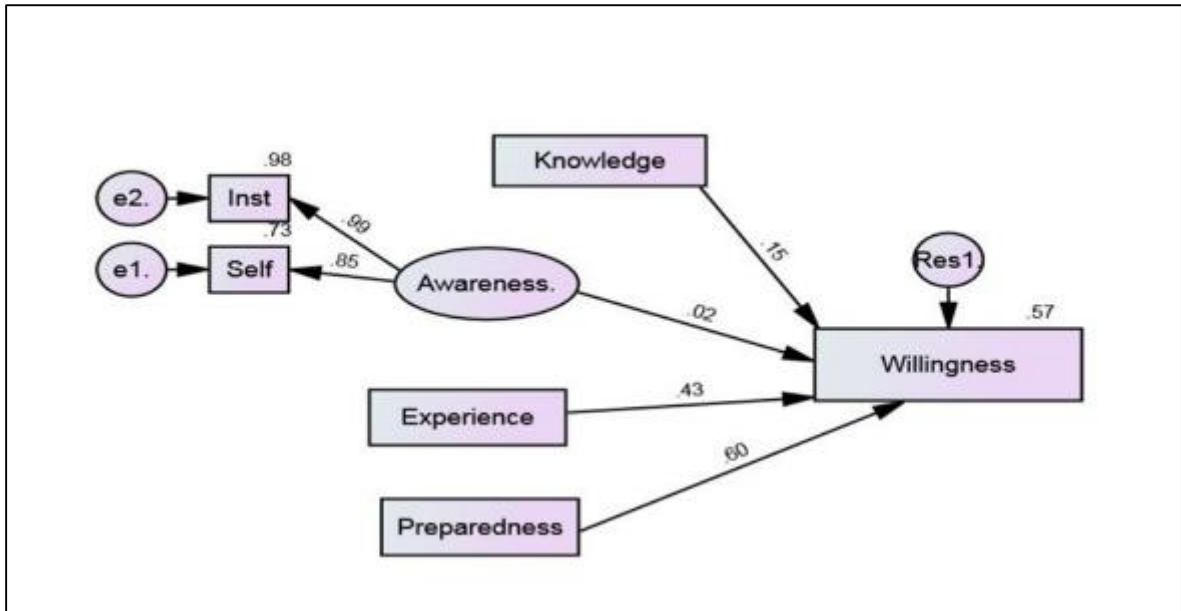 Knowledge
.98
e2.
Inst
.99
.73
.15
e1.
Self
.85
Awareness.
Res1.
.02
.57
Willingness
Experience
.43
.60
Preparedness